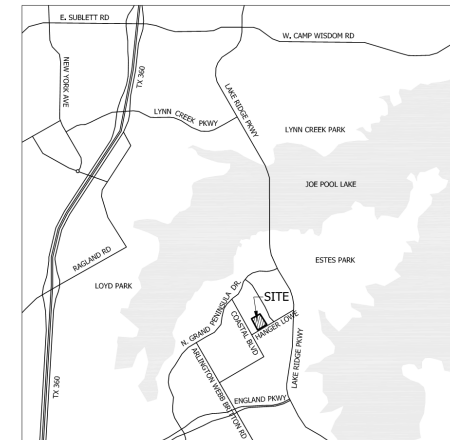 E. SUBLETT RD
W. CAMP WISDOM RD
NEW YORK AVE
TX 360
LAKE RIDGE PKWY
LYNN CREEK PKWY
LYNN CREEK PARK
JOE POOL LAKE
RAGLAND RD
ESTES PARK
LOYD PARK
N. GRAND PENINSULA DR.
SITE
COASTAL BLVD
HANGER LOWE
LAKE RIDGE PKWY
ARLINGTON WEBB BRITTON RD
TX 360
ENGLAND PKWY